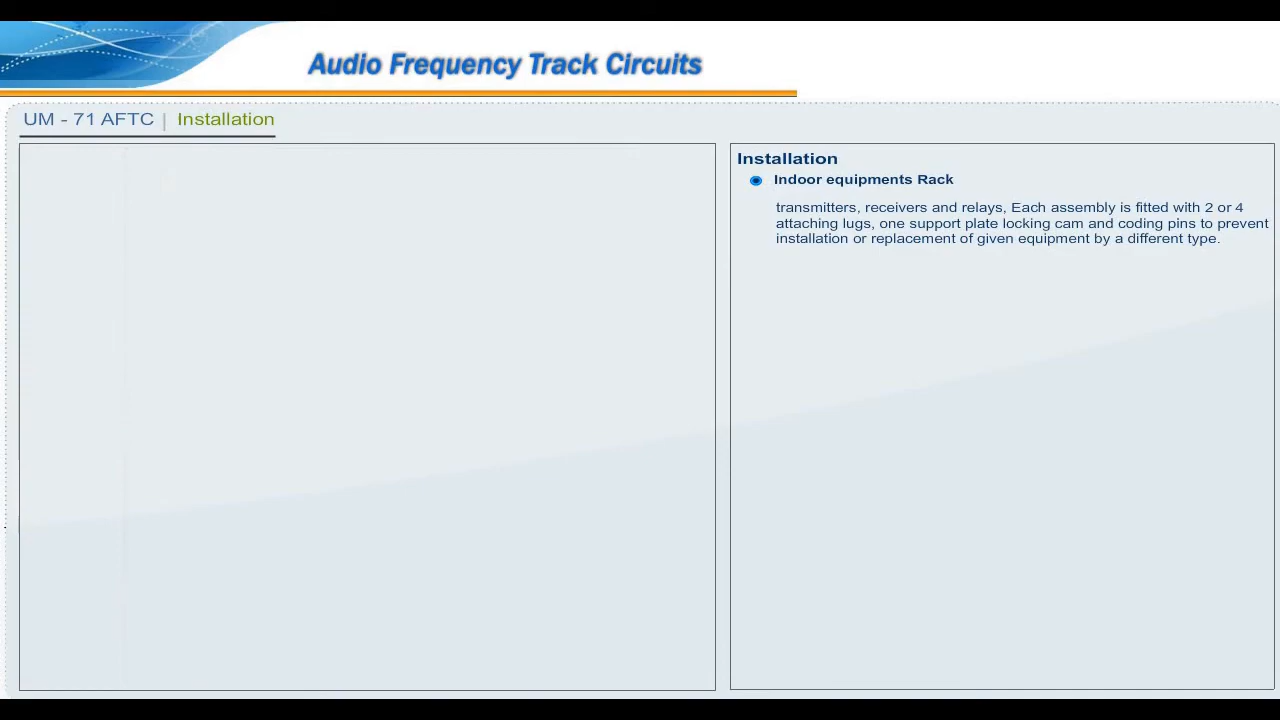 Audio Frequency Track Circuits
UM - 71 AFTC | Installation
Installation
Indoor equipments Rack
transmitters, receivers and relays, Each assembly is fitted with 2 or 4
attaching lugs, one support plate locking cam and coding pins to prevent
installation or replacement of given equipment by a different type.